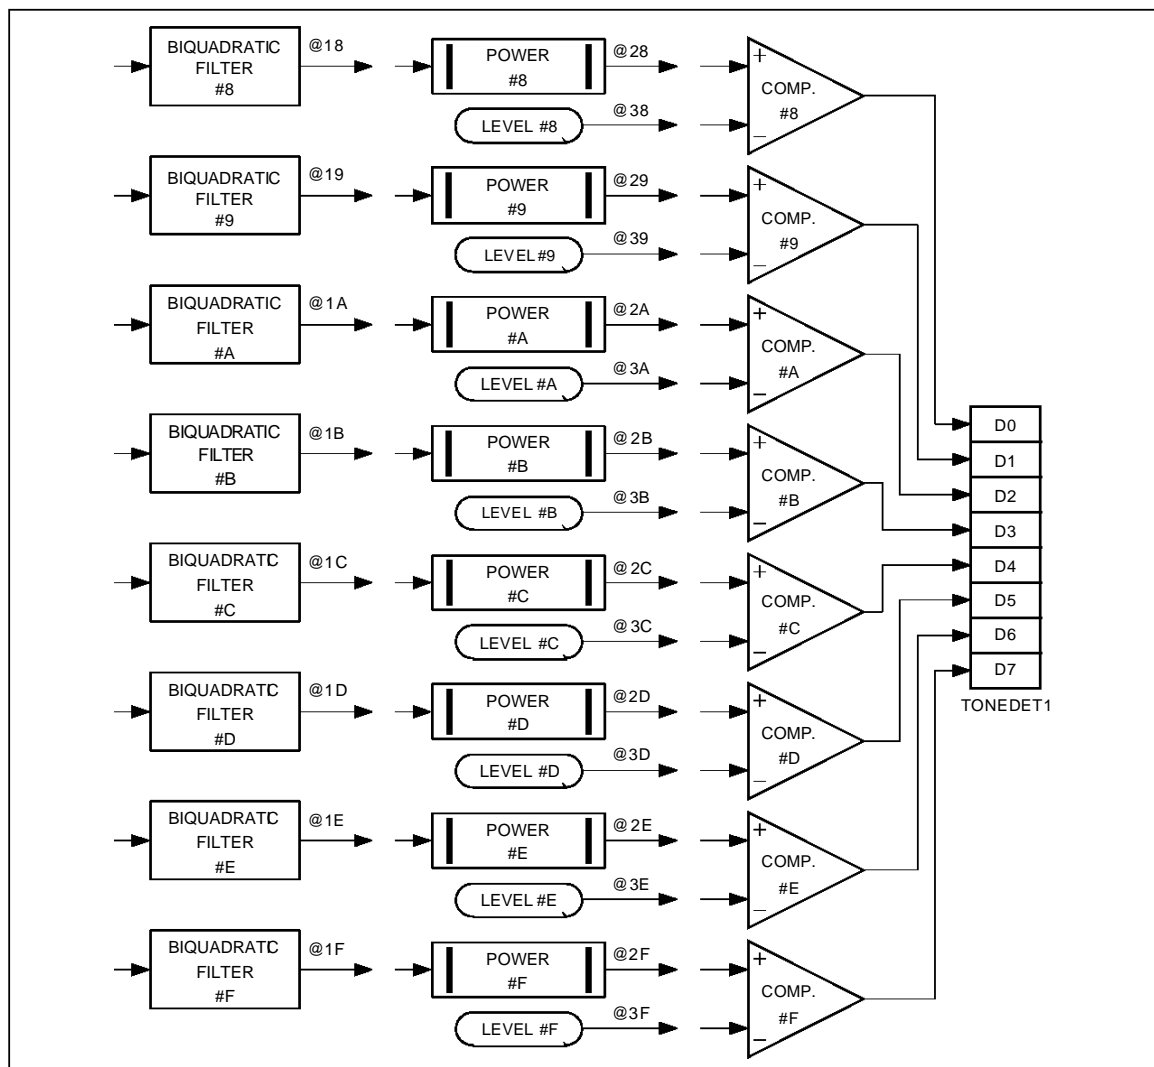 BIQUADRATIC
FILTER
#8
@18
POWER
#8
@28
LEVEL #8
@38
+
−
COMP.
#8
BIQUADRATIC
FILTER
#9
@19
POWER
#9
@29
LEVEL #9
@39
+
−
COMP.
#9
BIQUADRATIC
FILTER
#A
@1A
POWER
#A
@2A
LEVEL #A
@3A
+
−
COMP.
#A
BIQUADRATIC
FILTER
#B
@1B
POWER
#B
@2B
LEVEL #B
@3B
+
−
COMP.
#B
BIQUADRATIC
FILTER
#C
@1C
POWER
#C
@2C
LEVEL #C
@3C
+
−
COMP.
#C
BIQUADRATIC
FILTER
#D
@1D
POWER
#D
@2D
LEVEL #D
@3D
+
−
COMP.
#D
BIQUADRATIC
FILTER
#E
@1E
POWER
#E
@2E
LEVEL #E
@3E
+
−
COMP.
#E
BIQUADRATIC
FILTER
#F
@1F
POWER
#F
@2F
LEVEL #F
@3F
+
−
COMP.
#F
D0
D1
D2
D3
D4
D5
D6
D7
TONEDET1